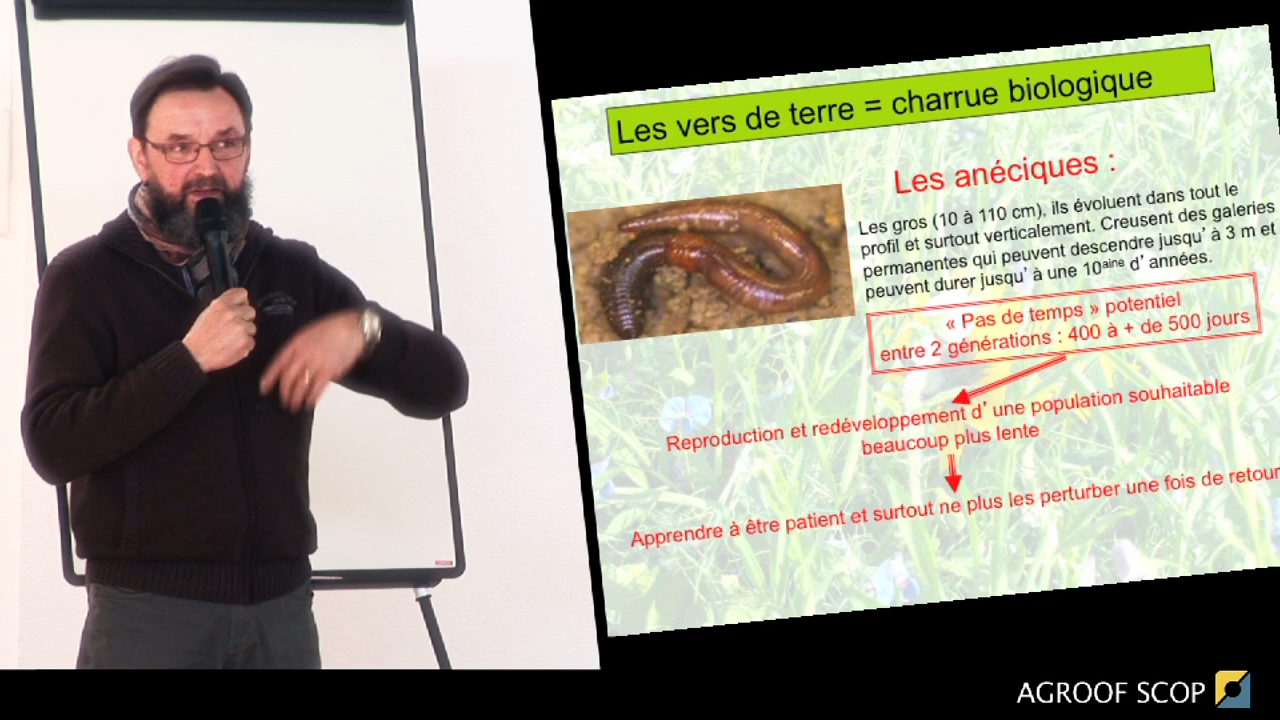 Les vers de terre = charrue biologique
Les anéciques :
Les gros (10 à 110 cm), ils évoluent dans tout le
profil et surtout verticalement. Creusent des galeries
permanentes qui peuvent descendre jusqu’ à 3 m et
peuvent durer jusqu’ à une 10aine d’ années.
« Pas de temps » potentiel
entre 2 générations : 400 à + de 500 jours
Reproduction et redéveloppement d’ une population souhaitable
beaucoup plus lente
Apprendre à être patient et surtout ne plus les perturber une fois de retour
AGROOF SCOP